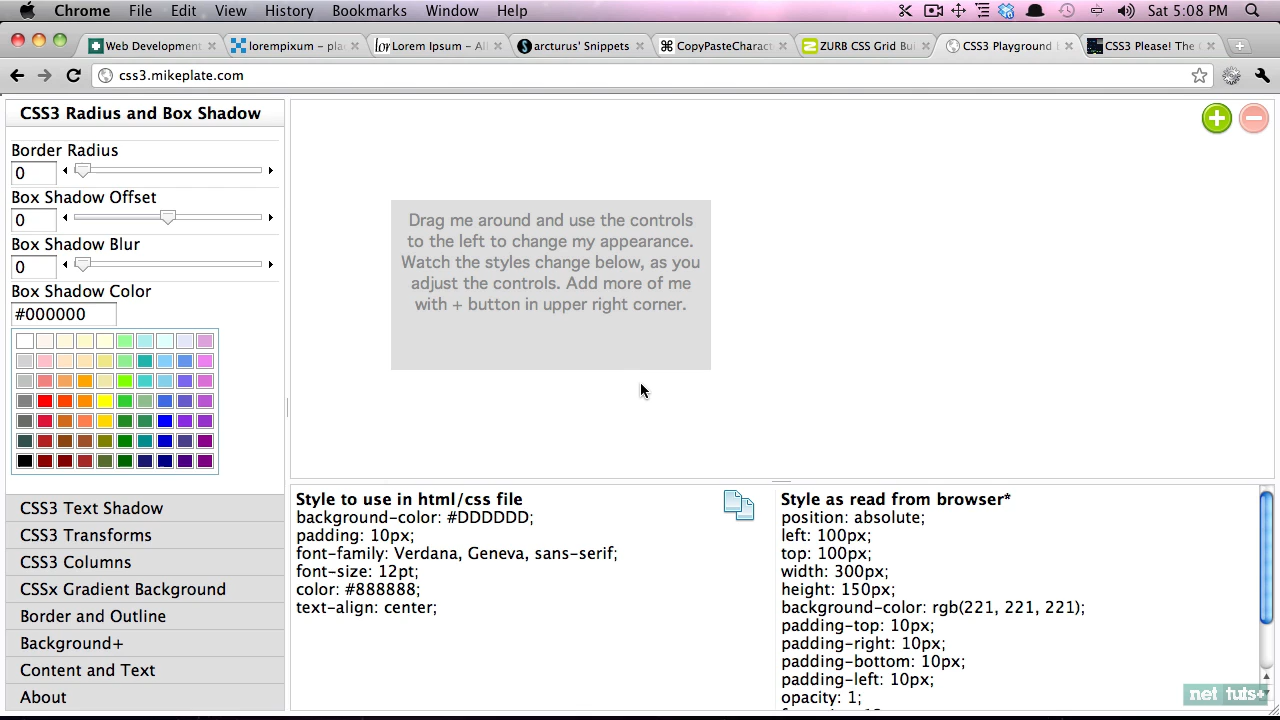 Chrome File Edit View History Bookmarks Window Help Sat 5:08 PM
Web Development lorempixum – pla Lorem Ipsum – All arcturus' Snippets CopyPasteCharact ZURB CSS Grid Bui CSS3 Playground CSS3 Please! The
css3.mikeplate.com
CSS3 Radius and Box Shadow
Border Radius
0
Box Shadow Offset
0
Box Shadow Blur
0
Box Shadow Color
#000000
CSS3 Text Shadow
CSS3 Transforms
CSS3 Columns
CSSx Gradient Background
Border and Outline
Background+
Content and Text
About
Drag me around and use the controls
to the left to change my appearance.
Watch the styles change below, as you
adjust the controls. Add more of me
with + button in upper right corner.
Style to use in html/css file
background-color: #DDDDDD;
padding: 10px;
font-family: Verdana, Geneva, sans-serif;
font-size: 12pt;
color: #888888;
text-align: center;
Style as read from browser*
position: absolute;
left: 100px;
top: 100px;
width: 300px;
height: 150px;
background-color: rgb(221, 221, 221);
padding-top: 10px;
padding-right: 10px;
padding-bottom: 10px;
padding-left: 10px;
opacity: 1;
net tuts+